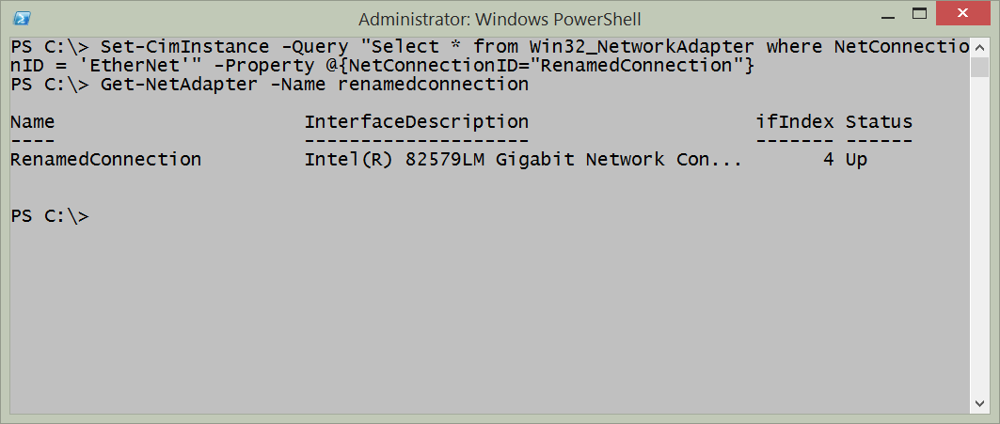 Administrator: Windows PowerShell
PS C:\> Set-CimInstance -Query "Select * from Win32_NetworkAdapter where NetConnectio
nID = 'EtherNet'" -Property @{NetConnectionID="RenamedConnection"}
PS C:\> Get-NetAdapter -Name renamedconnection
Name InterfaceDescription ifIndex Status
---- -------------------- ------- ------
RenamedConnection Intel(R) 82579LM Gigabit Network Con... 4 Up
PS C:\>